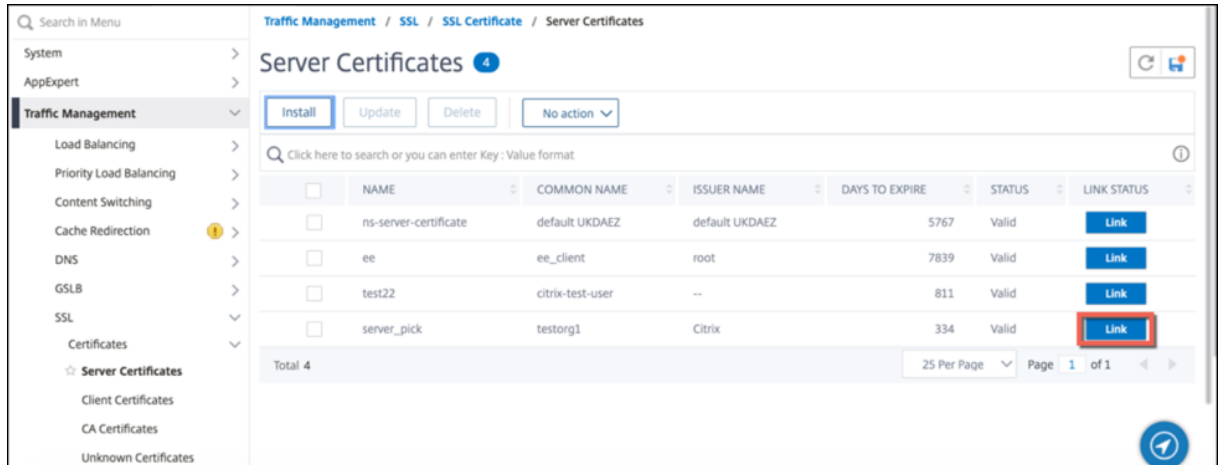 Search in Menu
System
AppExpert
Traffic Management
Load Balancing
Priority Load Balancing
Content Switching
Cache Redirection
DNS
GSLB
SSL
Certificates
Server Certificates
Client Certificates
CA Certificates
Unknown Certificates
Traffic Management / SSL / SSL Certificate / Server Certificates
Server Certificates 4
Install Update Delete No action
Click here to search or you can enter Key : Value format
NAME COMMON NAME ISSUER NAME DAYS TO EXPIRE STATUS LINK STATUS
ns-server-certificate default UKDAEZ default UKDAEZ 5767 Valid Link
ee ee_client root 7839 Valid Link
test22 citrix-test-user -- 811 Valid Link
server_pick testorg1 Citrix 334 Valid Link
Total 4 25 Per Page Page 1 of 1